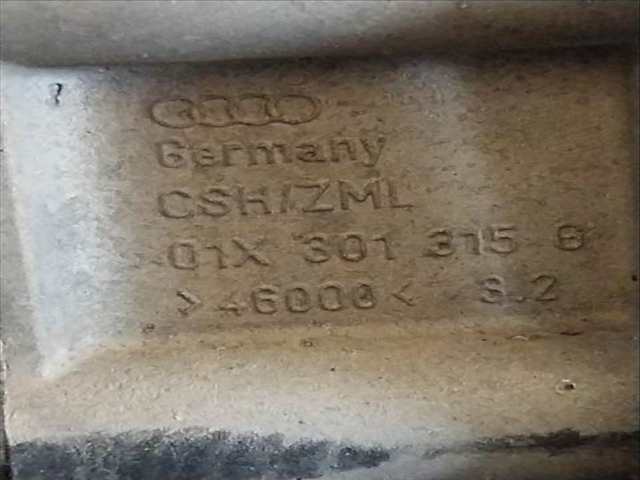 Germany
CSH/ZML
01X 301 315 B
>46000< 3.2